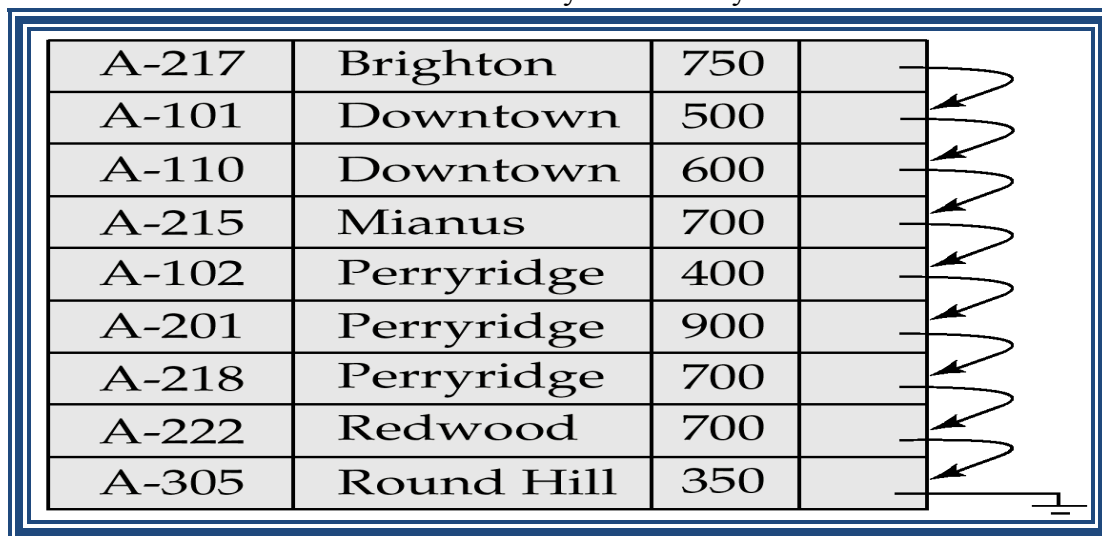 A-217 Brighton 750
A-101 Downtown 500
A-110 Downtown 600
A-215 Mianus 700
A-102 Perryridge 400
A-201 Perryridge 900
A-218 Perryridge 700
A-222 Redwood 700
A-305 Round Hill 350